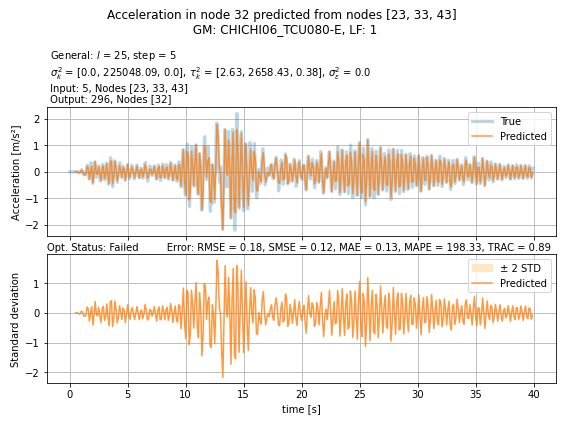 Acceleration in node 32 predicted from nodes [23, 33, 43]
GM: CHICHI06_TCU080-E, LF: 1
General: l = 25, step = 5
σ²ₖ = [0.0, 225048.09, 0.0], τ²ₖ = [2.63, 2658.43, 0.38], σ²ε = 0.0
Input: 5, Nodes [23, 33, 43]
Output: 296, Nodes [32]
Acceleration [m/s²]
2
1
0
−1
−2
True
Predicted
Opt. Status: Failed Error: RMSE = 0.18, SMSE = 0.12, MAE = 0.13, MAPE = 198.33, TRAC = 0.89
Standard deviation
1
0
−1
−2
± 2 STD
Predicted
0 5 10 15 20 25 30 35 40
time [s]